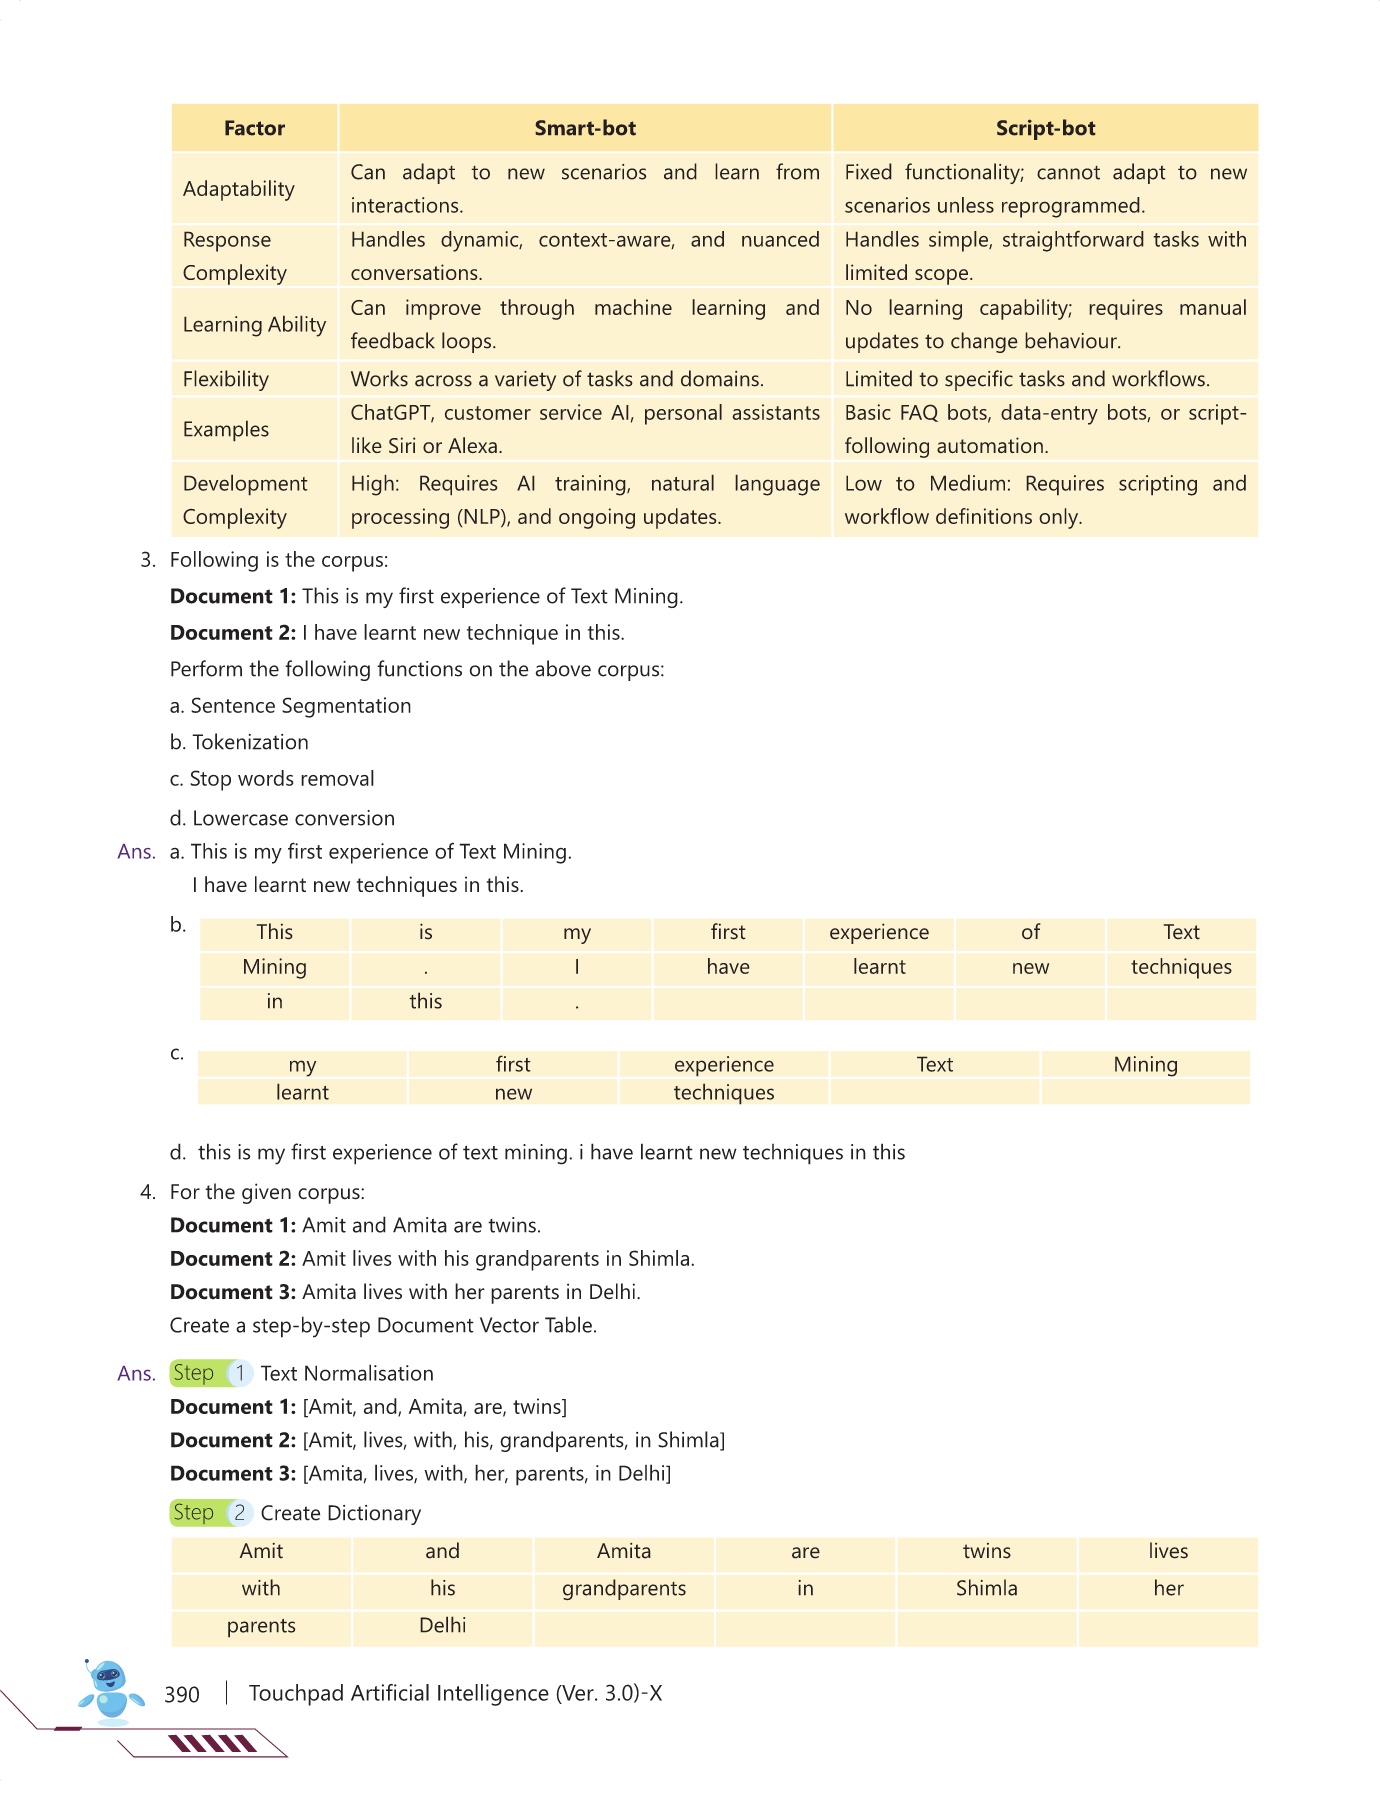 Factor Smart-bot Script-bot
Adaptability Can adapt to new scenarios and learn from interactions. Fixed functionality; cannot adapt to new scenarios unless reprogrammed.
Response Complexity Handles dynamic, context-aware, and nuanced conversations. Handles simple, straightforward tasks with limited scope.
Learning Ability Can improve through machine learning and feedback loops. No learning capability; requires manual updates to change behaviour.
Flexibility Works across a variety of tasks and domains. Limited to specific tasks and workflows.
Examples ChatGPT, customer service AI, personal assistants like Siri or Alexa. Basic FAQ bots, data-entry bots, or script-following automation.
Development Complexity High: Requires AI training, natural language processing (NLP), and ongoing updates. Low to Medium: Requires scripting and workflow definitions only.
3. Following is the corpus:
Document 1: This is my first experience of Text Mining.
Document 2: I have learnt new technique in this.
Perform the following functions on the above corpus:
a. Sentence Segmentation
b. Tokenization
c. Stop words removal
d. Lowercase conversion
Ans. a. This is my first experience of Text Mining.
I have learnt new techniques in this.
b. This is my first experience of Text
Mining . I have learnt new techniques
in this .
c. my first experience Text Mining
learnt new techniques
d. this is my first experience of text mining. i have learnt new techniques in this
4. For the given corpus:
Document 1: Amit and Amita are twins.
Document 2: Amit lives with his grandparents in Shimla.
Document 3: Amita lives with her parents in Delhi.
Create a step-by-step Document Vector Table.
Ans. Step 1 Text Normalisation
Document 1: [Amit, and, Amita, are, twins]
Document 2: [Amit, lives, with, his, grandparents, in Shimla]
Document 3: [Amita, lives, with, her, parents, in Delhi]
Step 2 Create Dictionary
Amit and Amita are twins lives
with his grandparents in Shimla her
parents Delhi
390 | Touchpad Artificial Intelligence (Ver. 3.0)-X